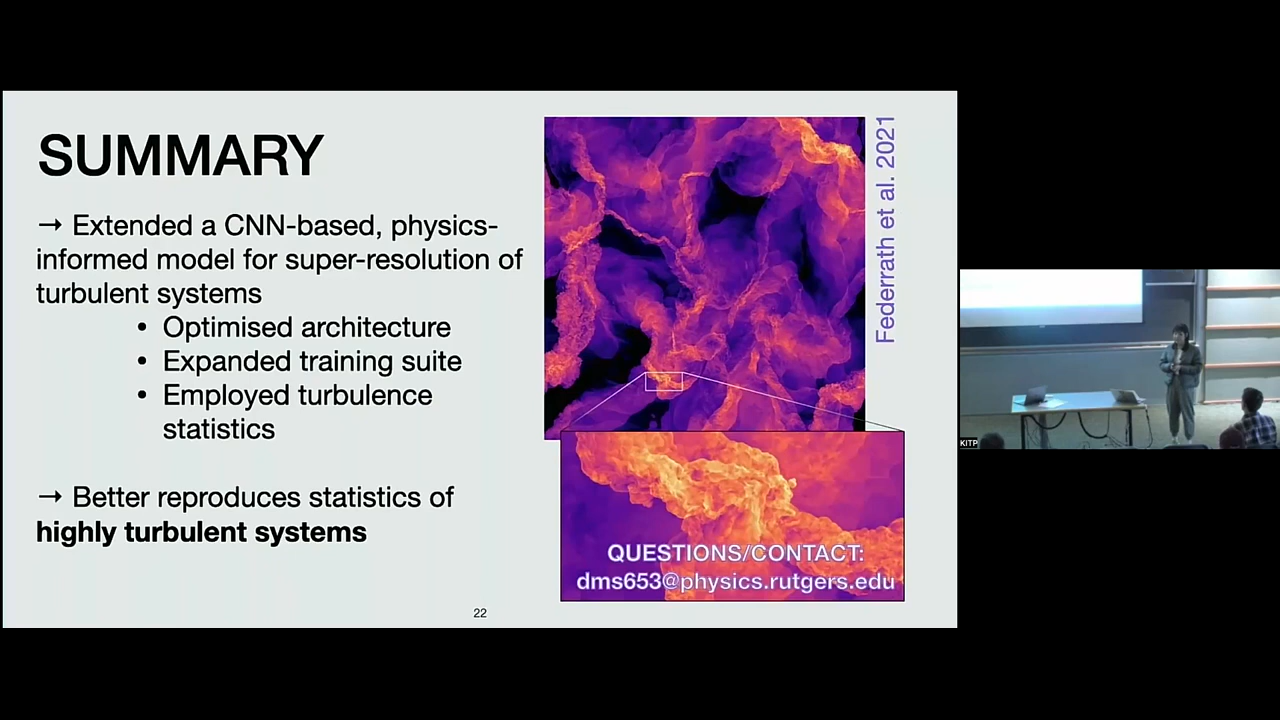 SUMMARY
→ Extended a CNN-based, physics-
informed model for super-resolution of
turbulent systems
• Optimised architecture
• Expanded training suite
• Employed turbulence
statistics
→ Better reproduces statistics of
highly turbulent systems
Federrath et al. 2021
QUESTIONS/CONTACT:
dms653@physics.rutgers.edu
22
KITP